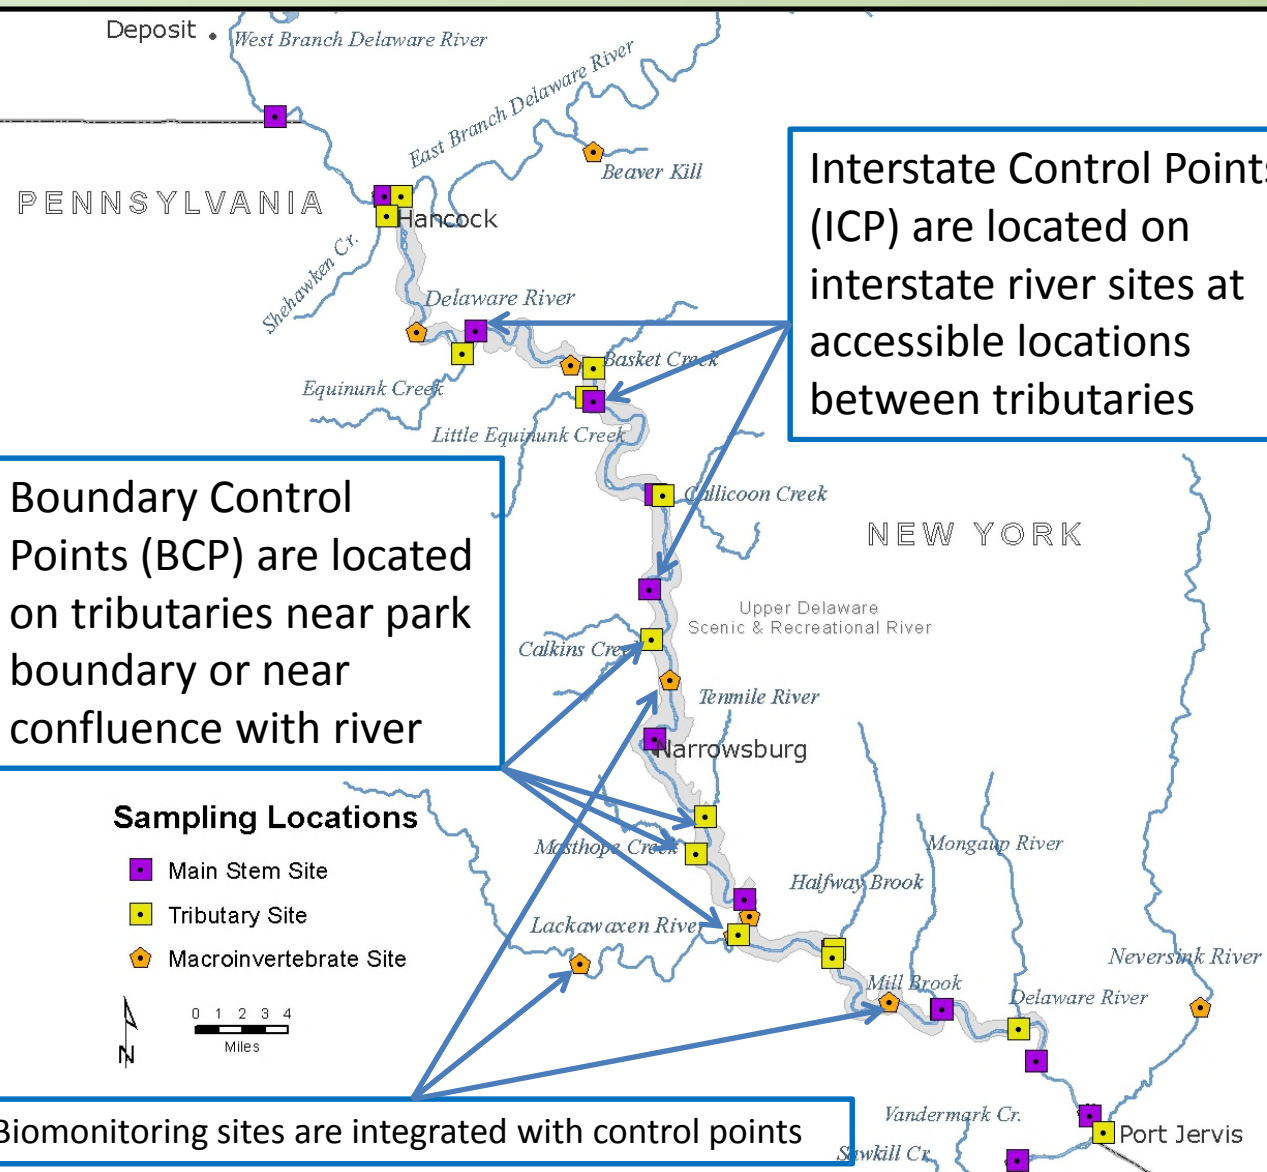 Deposit
West Branch Delaware River
East Branch Delaware River
Beaver Kill
PENNSYLVANIA
Hancock
Shehawken Cr.
Delaware River
Interstate Control Points
(ICP) are located on
interstate river sites at
accessible locations
between tributaries
Basket Creek
Equinunk Creek
Little Equinunk Creek
Callicoon Creek
NEW YORK
Boundary Control
Points (BCP) are located
on tributaries near park
boundary or near
confluence with river
Upper Delaware
Scenic & Recreational River
Calkins Creek
Tenmile River
Narrowsburg
Sampling Locations
Main Stem Site
Tributary Site
Macroinvertebrate Site
0 1 2 3 4
Miles
N
Masthope Creek
Mongaup River
Halfway Brook
Lackawaxen River
Neversink River
Mill Brook
Delaware River
Biomonitoring sites are integrated with control points
Vandermark Cr.
Port Jervis
Sawkill Cr.